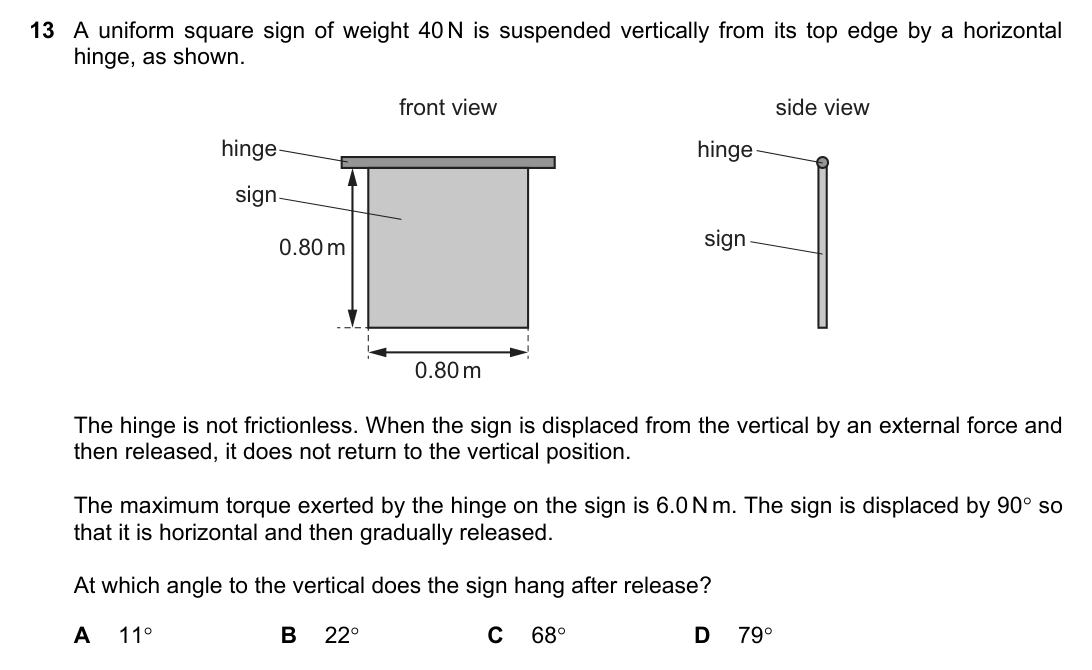 13 A uniform square sign of weight 40 N is suspended vertically from its top edge by a horizontal
hinge, as shown.
front view
side view
hinge
hinge
sign
sign
0.80 m
0.80 m
The hinge is not frictionless. When the sign is displaced from the vertical by an external force and
then released, it does not return to the vertical position.
The maximum torque exerted by the hinge on the sign is 6.0 N m. The sign is displaced by 90° so
that it is horizontal and then gradually released.
At which angle to the vertical does the sign hang after release?
A 11° B 22° C 68° D 79°